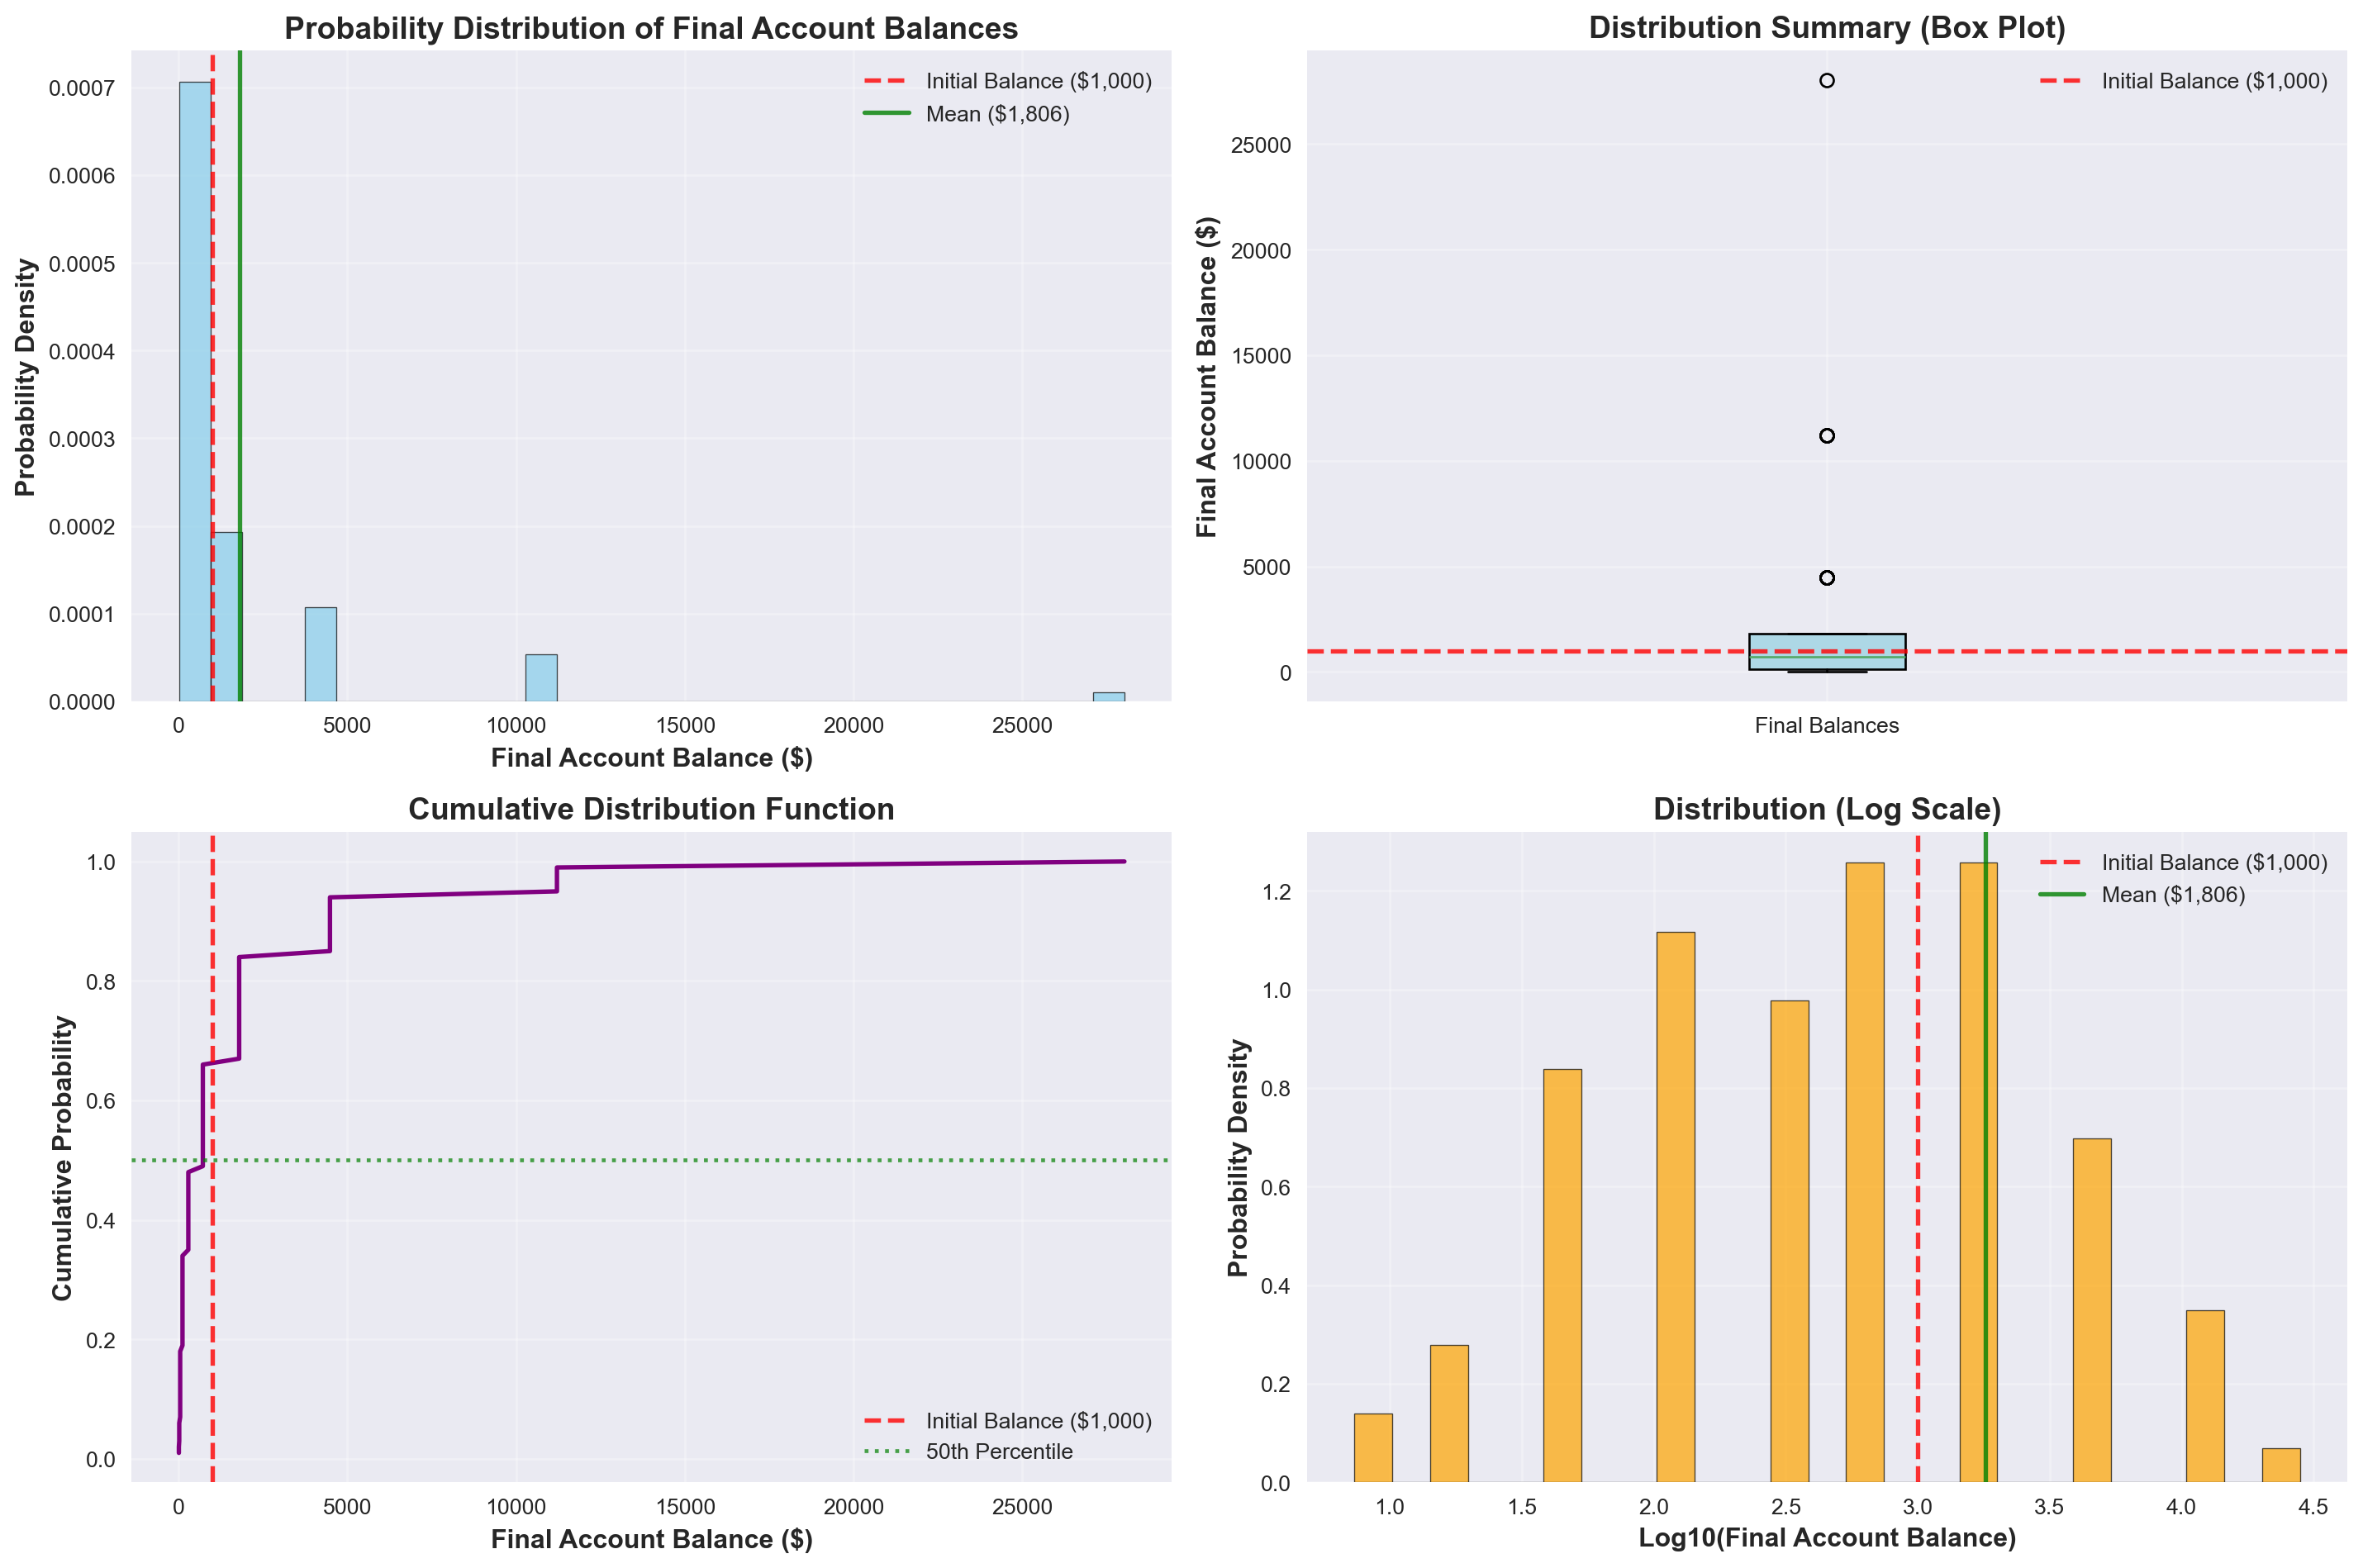 Probability Distribution of Final Account Balances
Initial Balance ($1,000)
Mean ($1,806)
Probability Density
0.0007
0.0006
0.0005
0.0004
0.0003
0.0002
0.0001
0.0000
0 5000 10000 15000 20000 25000
Final Account Balance ($)
Distribution Summary (Box Plot)
Initial Balance ($1,000)
Final Account Balance ($)
25000
20000
15000
10000
5000
0
Final Balances
Cumulative Distribution Function
Cumulative Probability
1.0
0.8
0.6
0.4
0.2
0.0
Initial Balance ($1,000)
50th Percentile
0 5000 10000 15000 20000 25000
Final Account Balance ($)
Distribution (Log Scale)
Initial Balance ($1,000)
Mean ($1,806)
Probability Density
1.2
1.0
0.8
0.6
0.4
0.2
0.0
1.0 1.5 2.0 2.5 3.0 3.5 4.0 4.5
Log10(Final Account Balance)